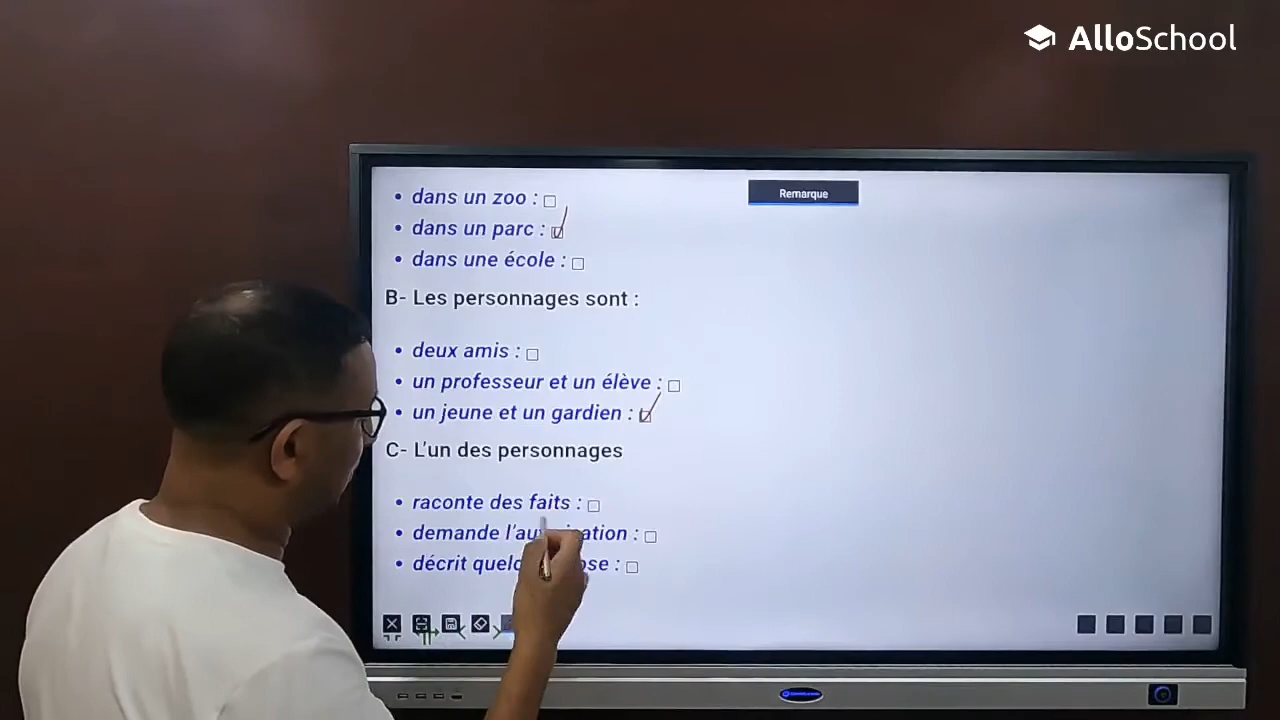 AlloSchool
Remarque
• dans un zoo : □
• dans un parc : □
• dans une école : □
B- Les personnages sont :
• deux amis : □
• un professeur et un élève : □
• un jeune et un gardien : □
C- L'un des personnages
• raconte des faits : □
• demande l'
• décrit